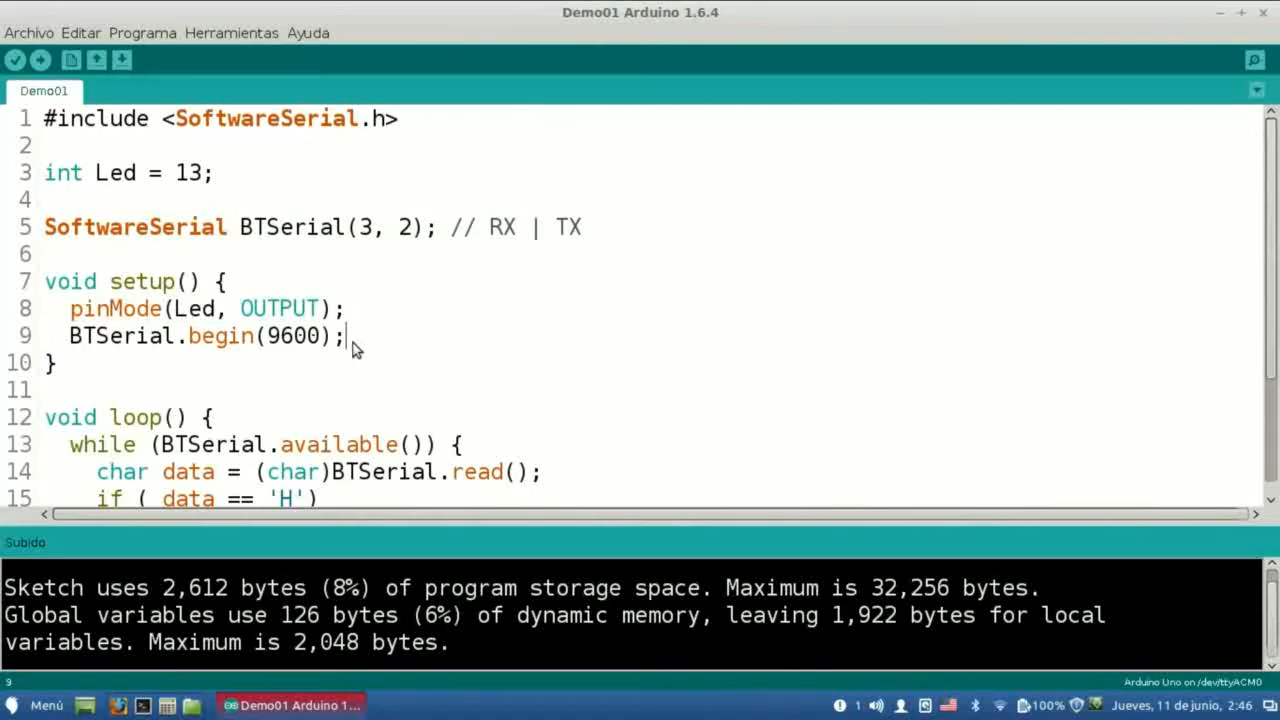 Demo01 Arduino 1.6.4
Archivo Editar Programa Herramientas Ayuda
Demo01
1 #include <SoftwareSerial.h>
2
3 int Led = 13;
4
5 SoftwareSerial BTSerial(3, 2); // RX | TX
6
7 void setup() {
8 pinMode(Led, OUTPUT);
9 BTSerial.begin(9600);
10 }
11
12 void loop() {
13 while (BTSerial.available()) {
14 char data = (char)BTSerial.read();
15 if ( data == 'H')
Subido
Sketch uses 2,612 bytes (8%) of program storage space. Maximum is 32,256 bytes.
Global variables use 126 bytes (6%) of dynamic memory, leaving 1,922 bytes for local
variables. Maximum is 2,048 bytes.
9 Arduino Uno on /dev/ttyACM0
Menú Demo01 Arduino 1... 1 100% Jueves, 11 de junio, 2:46